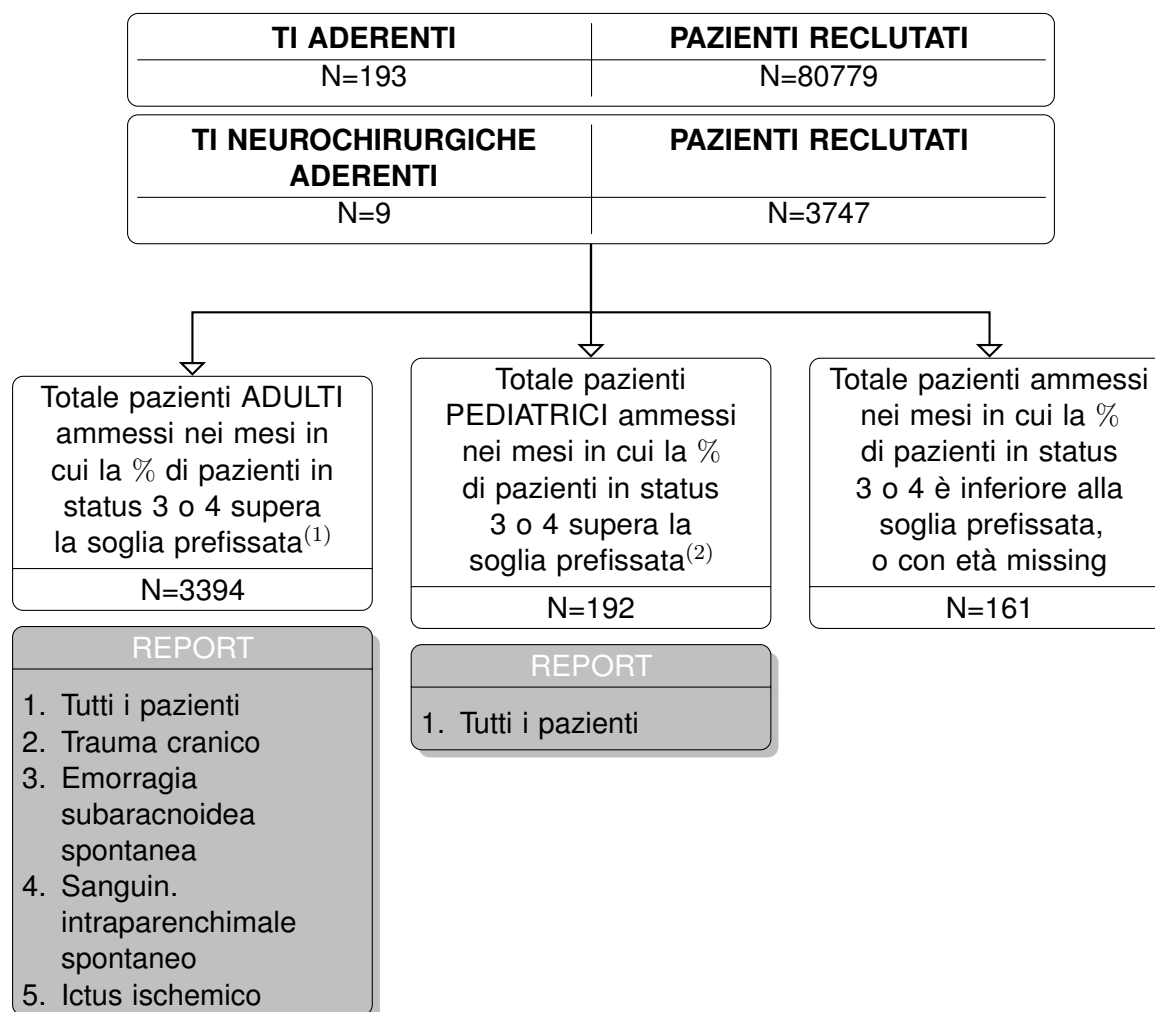 TI ADERENTI
PAZIENTI RECLUTATI
N=193
N=80779
TI NEUROCHIRURGICHE
ADERENTI
PAZIENTI RECLUTATI
N=9
N=3747
Totale pazienti ADULTI
ammessi nei mesi in
cui la % di pazienti in
status 3 o 4 supera
la soglia prefissata(1)
N=3394
REPORT
1. Tutti i pazienti
2. Trauma cranico
3. Emorragia
subaracnoidea
spontanea
4. Sanguin.
intraparenchimale
spontaneo
5. Ictus ischemico
Totale pazienti
PEDIATRICI ammessi
nei mesi in cui la %
di pazienti in status
3 o 4 supera la
soglia prefissata(2)
N=192
REPORT
1. Tutti i pazienti
Totale pazienti ammessi
nei mesi in cui la %
di pazienti in status
3 o 4 è inferiore alla
soglia prefissata,
o con età missing
N=161